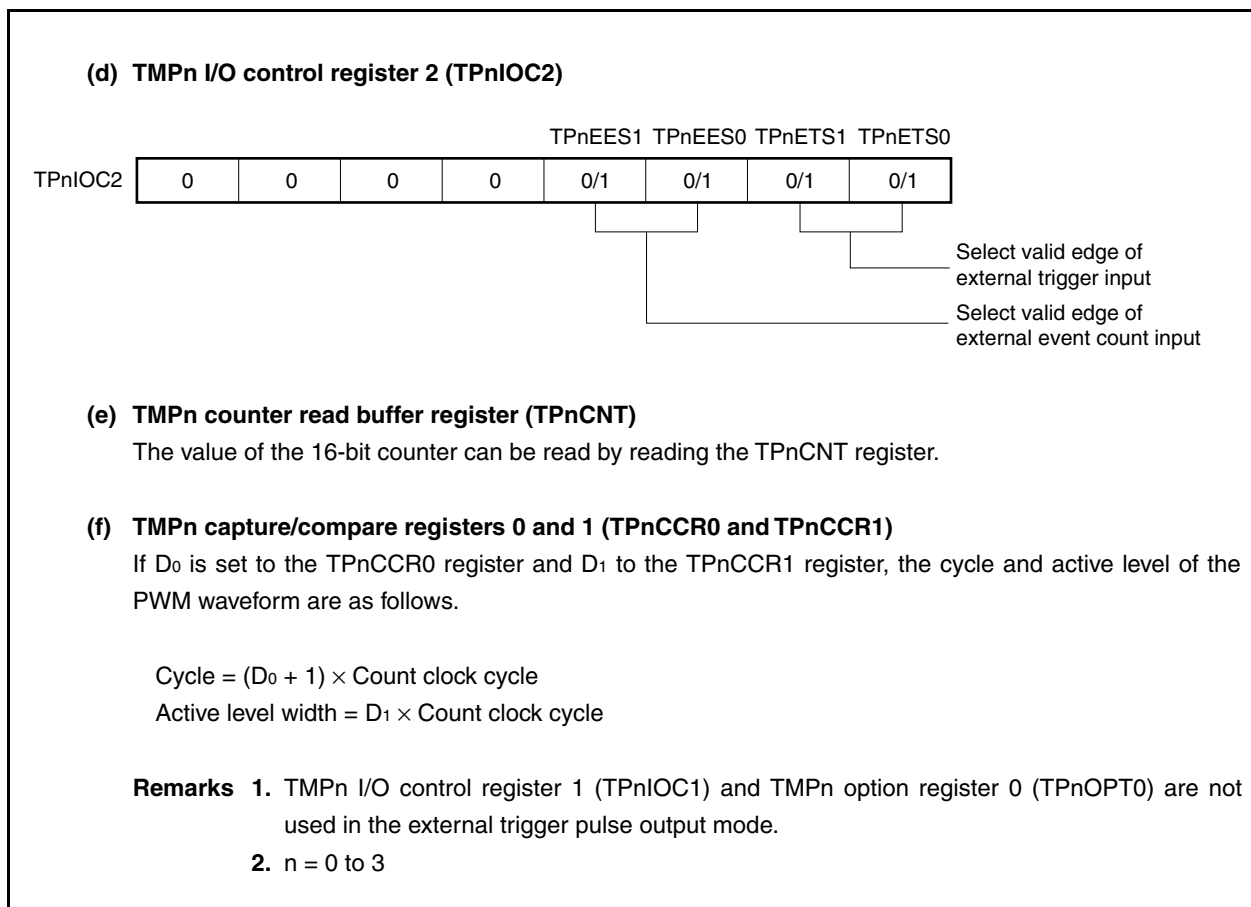 (d) TMPn I/O control register 2 (TPnIOC2)
TPnEES1 TPnEES0 TPnETS1 TPnETS0
TPnIOC2 0 0 0 0 0/1 0/1 0/1 0/1
Select valid edge of
external trigger input
Select valid edge of
external event count input
(e) TMPn counter read buffer register (TPnCNT)
The value of the 16-bit counter can be read by reading the TPnCNT register.
(f) TMPn capture/compare registers 0 and 1 (TPnCCR0 and TPnCCR1)
If D0 is set to the TPnCCR0 register and D1 to the TPnCCR1 register, the cycle and active level of the
PWM waveform are as follows.
Cycle = (D0 + 1) × Count clock cycle
Active level width = D1 × Count clock cycle
Remarks 1. TMPn I/O control register 1 (TPnIOC1) and TMPn option register 0 (TPnOPT0) are not
used in the external trigger pulse output mode.
2. n = 0 to 3